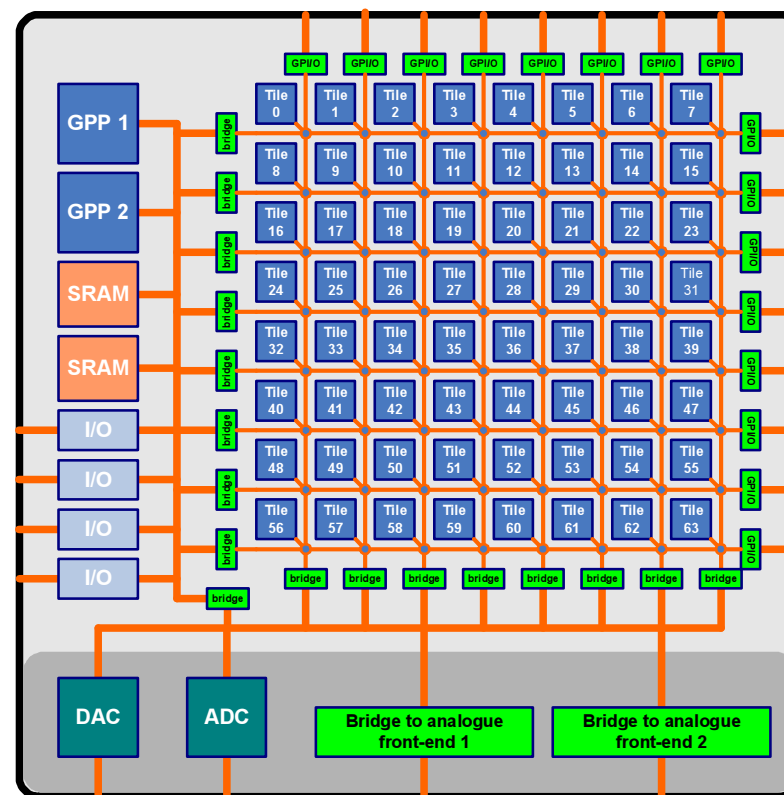 GPI/O GPI/O GPI/O GPI/O GPI/O GPI/O GPI/O GPI/O
GPP 1
GPP 2
SRAM
SRAM
I/O
I/O
I/O
I/O
bridge
bridge
bridge
bridge
bridge
bridge
bridge
bridge
Tile Tile Tile Tile Tile Tile Tile Tile
0 1 2 3 4 5 6 7
Tile Tile Tile Tile Tile Tile Tile Tile
8 9 10 11 12 13 14 15
Tile Tile Tile Tile Tile Tile Tile Tile
16 17 18 19 20 21 22 23
Tile Tile Tile Tile Tile Tile Tile Tile
24 25 26 27 28 29 30 31
Tile Tile Tile Tile Tile Tile Tile Tile
32 33 34 35 36 37 38 39
Tile Tile Tile Tile Tile Tile Tile Tile
40 41 42 43 44 45 46 47
Tile Tile Tile Tile Tile Tile Tile Tile
48 49 50 51 52 53 54 55
Tile Tile Tile Tile Tile Tile Tile Tile
56 57 58 59 60 61 62 63
GPI/O
GPI/O
GPI/O
GPI/O
GPI/O
GPI/O
GPI/O
GPI/O
bridge bridge bridge bridge bridge bridge bridge bridge
bridge
DAC
ADC
Bridge to analogue
front-end 1
Bridge to analogue
front-end 2